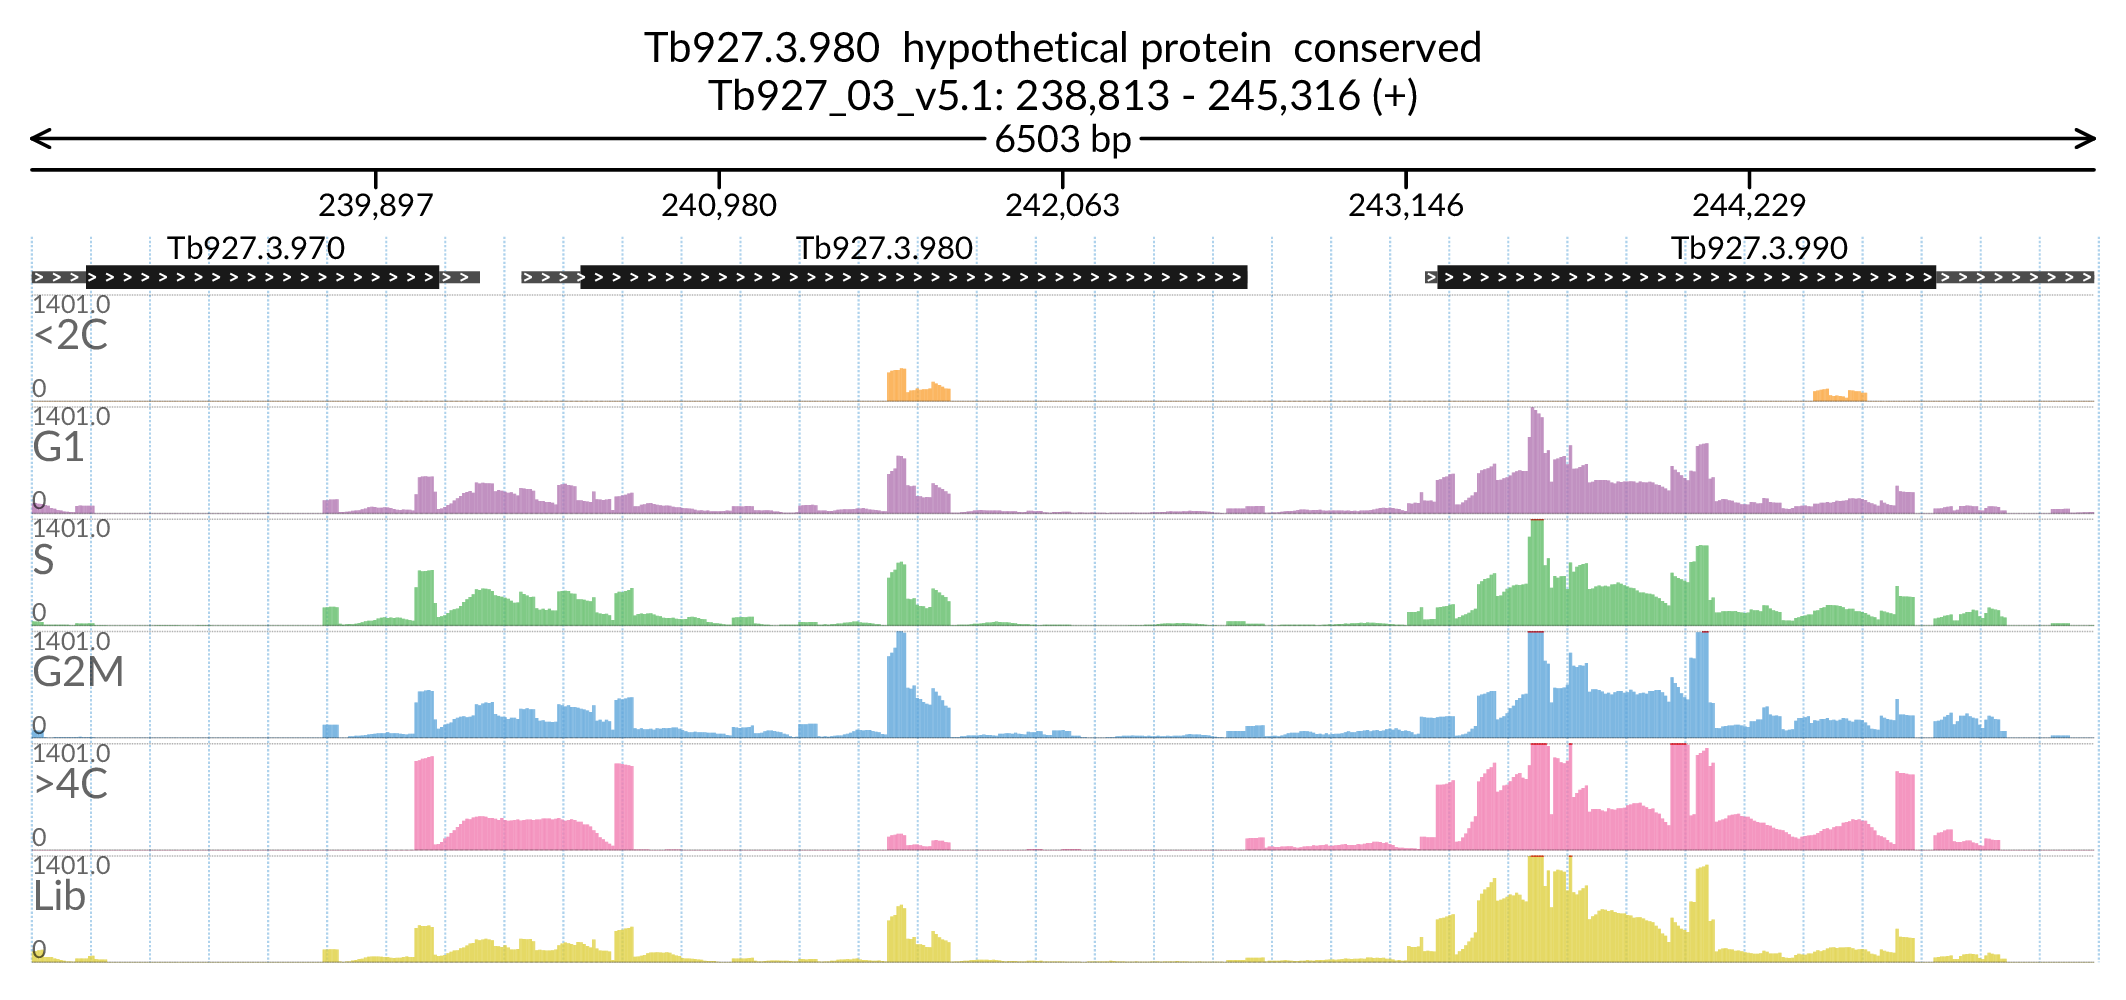 Tb927.3.980  hypothetical protein  conserved
Tb927_03_v5.1: 238,813 - 245,316 (+)
6503 bp
239,897 240,980 242,063 243,146 244,229
Tb927.3.970 Tb927.3.980 Tb927.3.990
1401.0
<2C
0
1401.0
G1
0
1401.0
S
0
1401.0
G2M
0
1401.0
>4C
0
1401.0
Lib
0